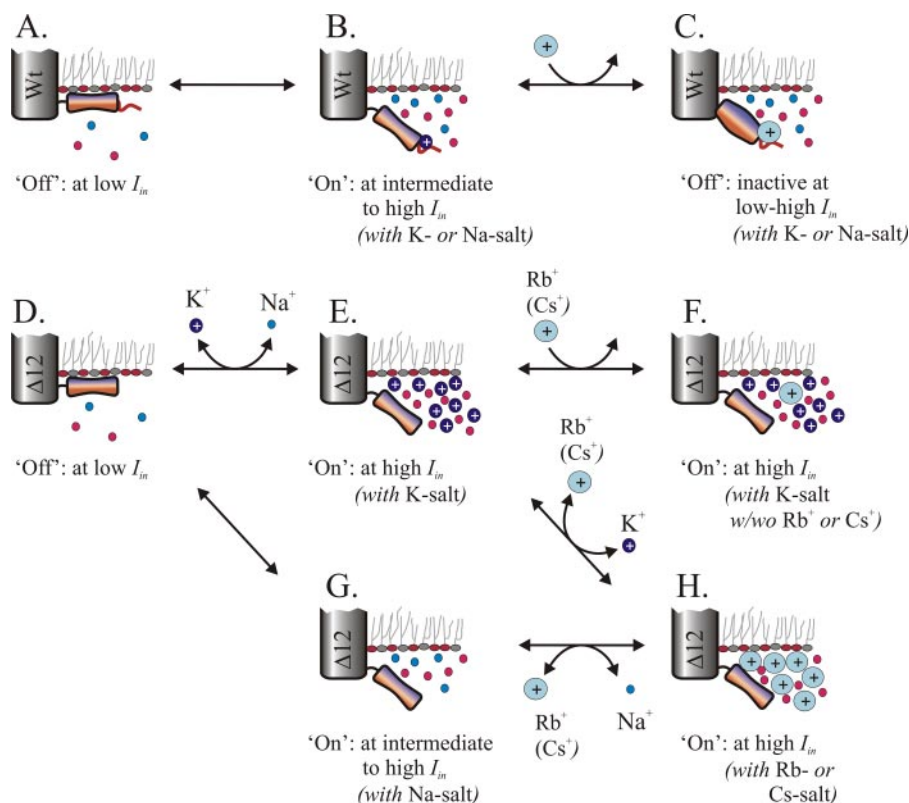 A.
B.
C.
+
Wt
Wt
+
Wt
+
'Off': at low I_in
'On': at intermediate
to high I_in
(with K- or Na-salt)
'Off': inactive at
low-high I_in
(with K- or Na-salt)
D.
K⁺
Na⁺
E.
Rb⁺
(Cs⁺)
F.
+
+
Δ12
Δ12
+ + + + + + + +
Δ12
+ + + + + + + +
'Off': at low I_in
'On': at high I_in
(with K-salt)
'On': at high I_in
(with K-salt
w/wo Rb⁺ or Cs⁺)
Rb⁺
(Cs⁺)
+
K⁺
+
G.
H.
Δ12
Δ12
+ + + + + + +
+
Rb⁺
(Cs⁺)
Na⁺
'On': at intermediate
to high I_in
(with Na-salt)
'On': at high I_in
(with Rb- or
Cs-salt)